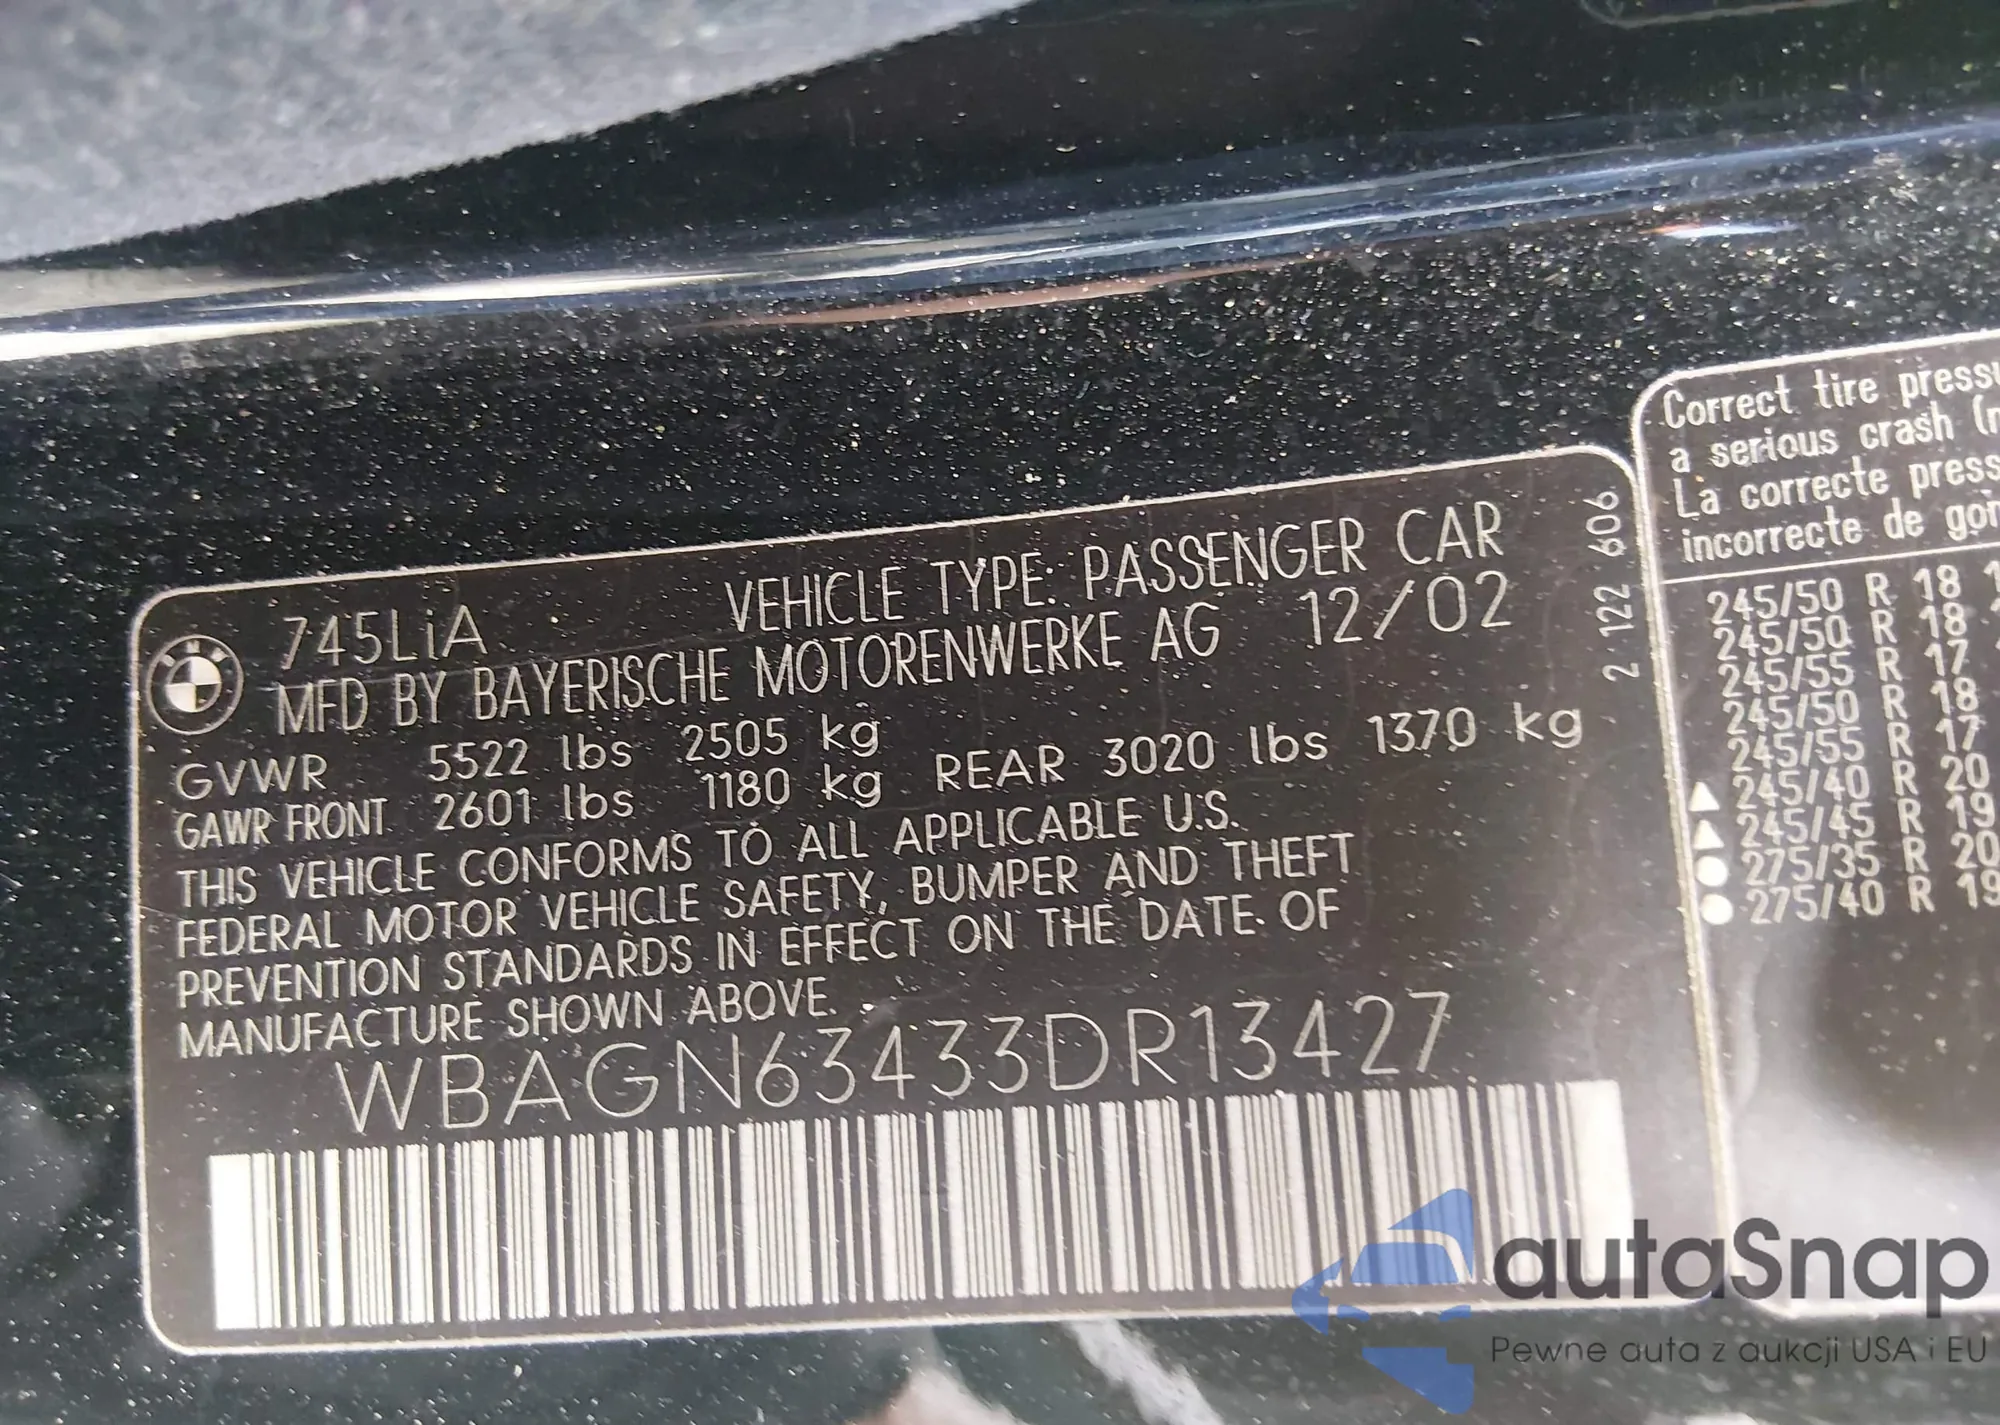 745LiA VEHICLE TYPE: PASSENGER CAR
MFD BY BAYERISCHE MOTORENWERKE AG 12/02
GVWR 5522 lbs 2505 kg
GAWR FRONT 2601 lbs 1180 kg REAR 3020 lbs 1370 kg
THIS VEHICLE CONFORMS TO ALL APPLICABLE U.S.
FEDERAL MOTOR VEHICLE SAFETY, BUMPER AND THEFT
PREVENTION STANDARDS IN EFFECT ON THE DATE OF
MANUFACTURE SHOWN ABOVE.
WBAGN63433DR13427
2 122 606
Correct tire
a serious crash
La correcte
incorrecte de
245/50 R 18
245/50 R 18
245/55 R 17
245/50 R 18
245/55 R 17
▲ 245/40 R 20
▲ 245/45 R 19
● 275/35 R 20
● 275/40 R 19
autaSnap
Pewne auta z aukcji USA i EU